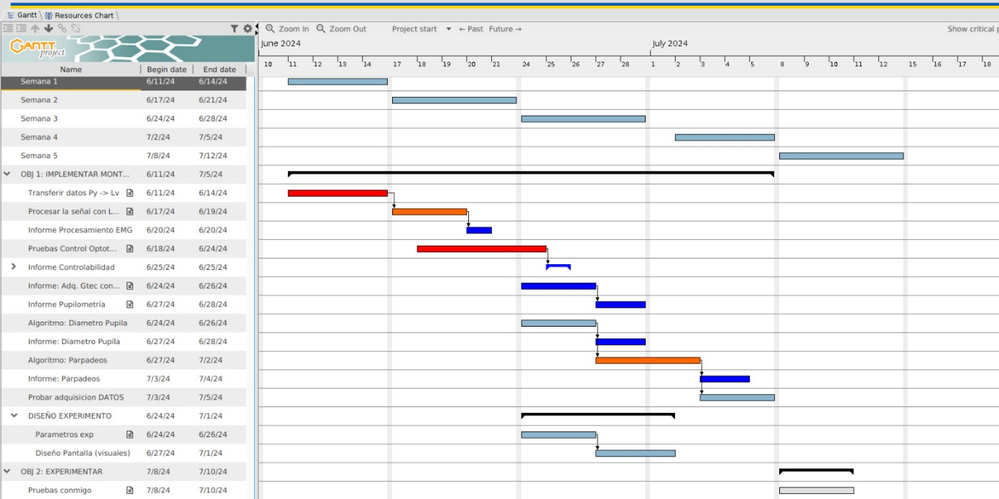 Gantt Resources Chart
Zoom In Zoom Out Project start ← Past Future → Show critical p
GANTT project
June 2024 July 2024
10 11 12 13 14 17 18 19 20 21 24 25 26 27 28 1 2 3 4 5 8 9 10 11 12 15 16 17 18
Name Begin date End date
Semana 1 6/11/24 6/14/24
Semana 2 6/17/24 6/21/24
Semana 3 6/24/24 6/28/24
Semana 4 7/2/24 7/5/24
Semana 5 7/8/24 7/12/24
OBJ 1: IMPLEMENTAR MONT... 6/11/24 7/5/24
Transferir datos Py -> Lv 6/11/24 6/14/24
Procesar la señal con L... 6/17/24 6/19/24
Informe Procesamiento EMG 6/20/24 6/20/24
Pruebas Control Optot... 6/18/24 6/24/24
Informe Controlabilidad 6/25/24 6/25/24
Informe: Adq. Gtec con... 6/24/24 6/26/24
Informe Pupilometría 6/27/24 6/28/24
Algoritmo: Diametro Pupila 6/24/24 6/26/24
Informe: Diametro Pupila 6/27/24 6/28/24
Algoritmo: Parpadeos 6/27/24 7/2/24
Informe: Parpadeos 7/3/24 7/4/24
Probar adquisicion DATOS 7/3/24 7/5/24
DISEÑO EXPERIMENTO 6/24/24 7/1/24
Parametros exp 6/24/24 6/26/24
Diseño Pantalla (visuales) 6/27/24 7/1/24
OBJ 2: EXPERIMENTAR 7/8/24 7/10/24
Pruebas conmigo 7/8/24 7/10/24